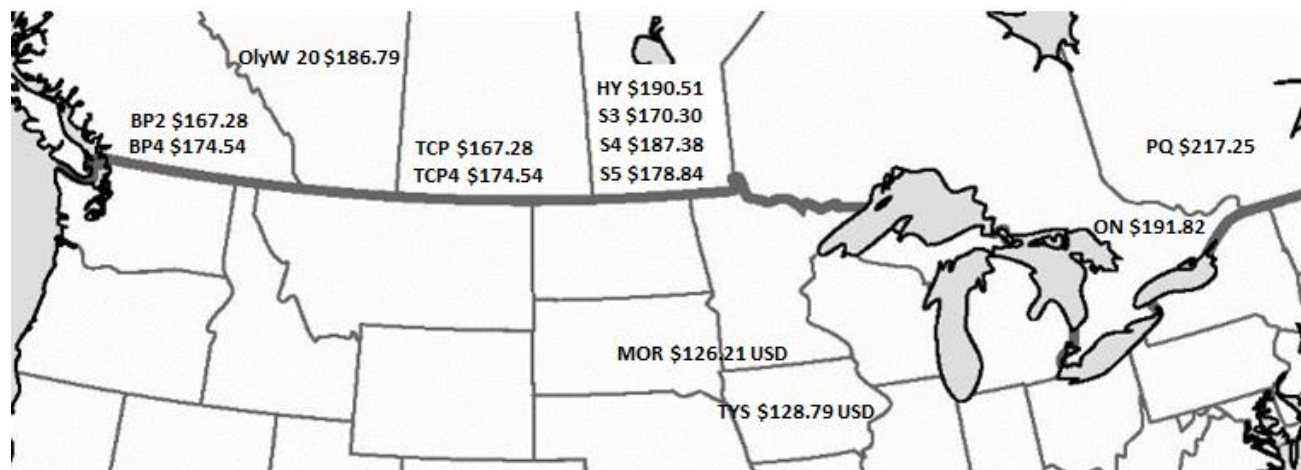 OlyW 20 $186.79
HY $190.51
S3 $170.30
S4 $187.38
S5 $178.84
BP2 $167.28
BP4 $174.54
TCP $167.28
TCP4 $174.54
PQ $217.25
ON $191.82
MOR $126.21 USD
TYS $128.79 USD